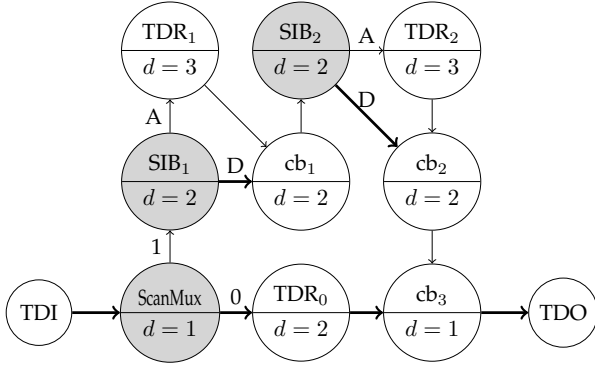 TDR₁
d = 3
SIB₂
d = 2
A
TDR₂
d = 3
A
D
SIB₁
d = 2
D
cb₁
d = 2
cb₂
d = 2
1
TDI
ScanMux
d = 1
0
TDR₀
d = 2
cb₃
d = 1
TDO